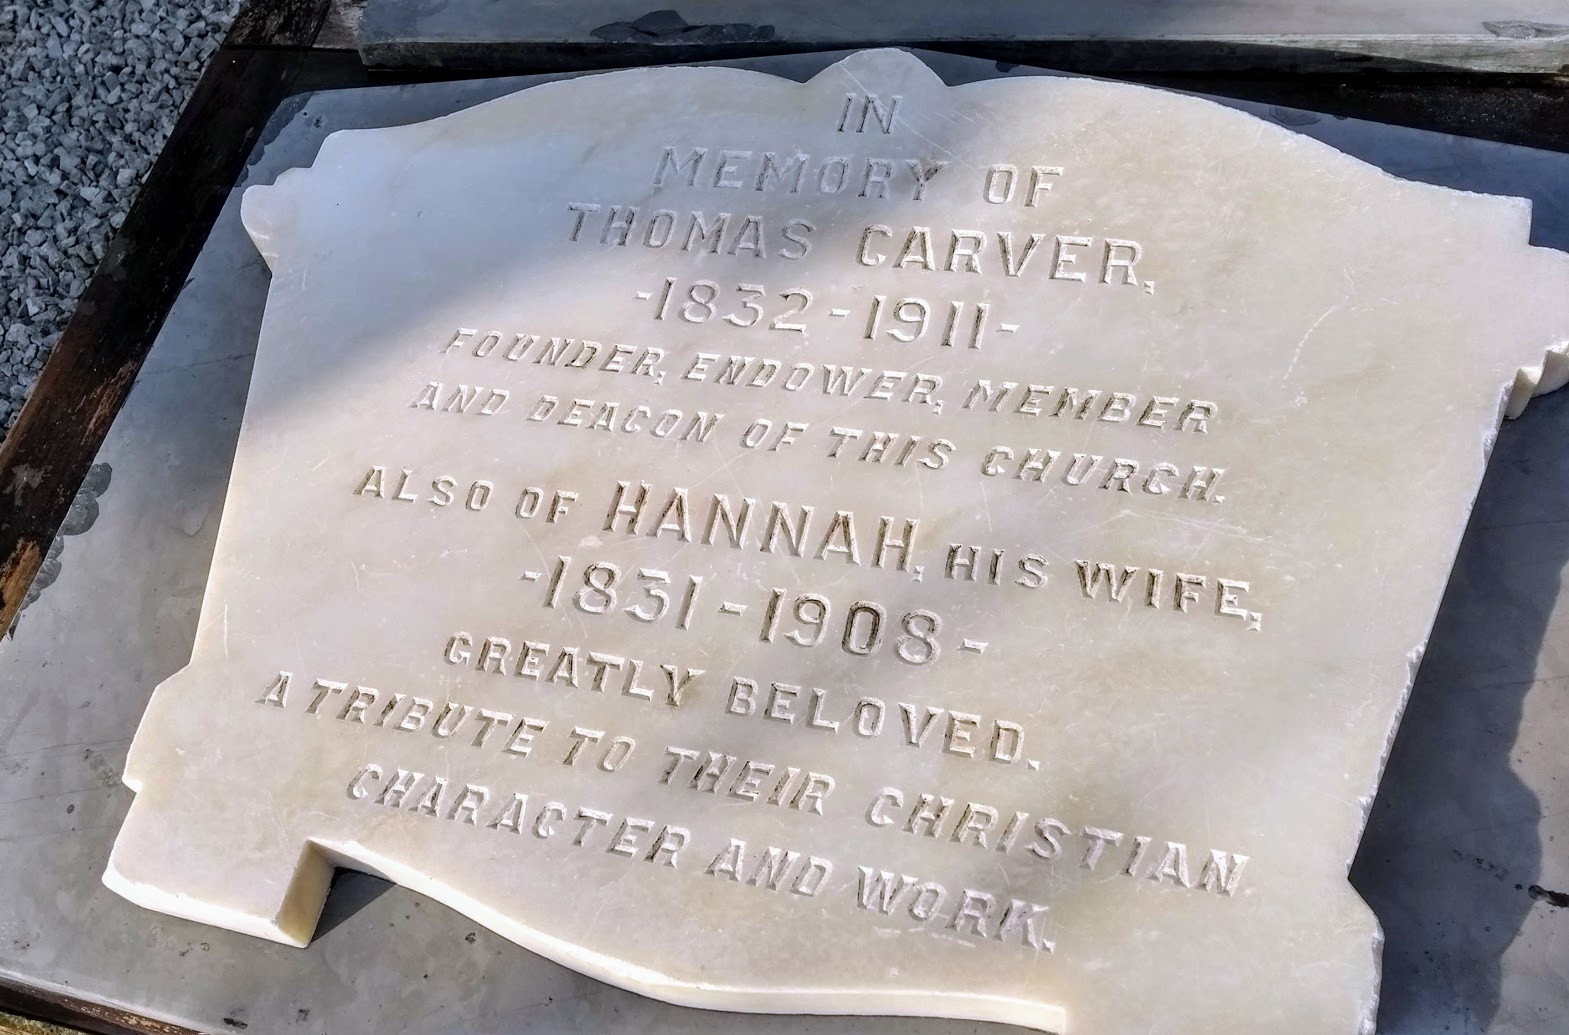 IN
MEMORY OF
THOMAS CARVER,
-1832-1911-
FOUNDER, ENDOWER, MEMBER
AND DEACON OF THIS CHURCH.
ALSO OF HANNAH, HIS WIFE,
-1831-1908-
GREATLY BELOVED.
A TRIBUTE TO THEIR CHRISTIAN
CHARACTER AND WORK.